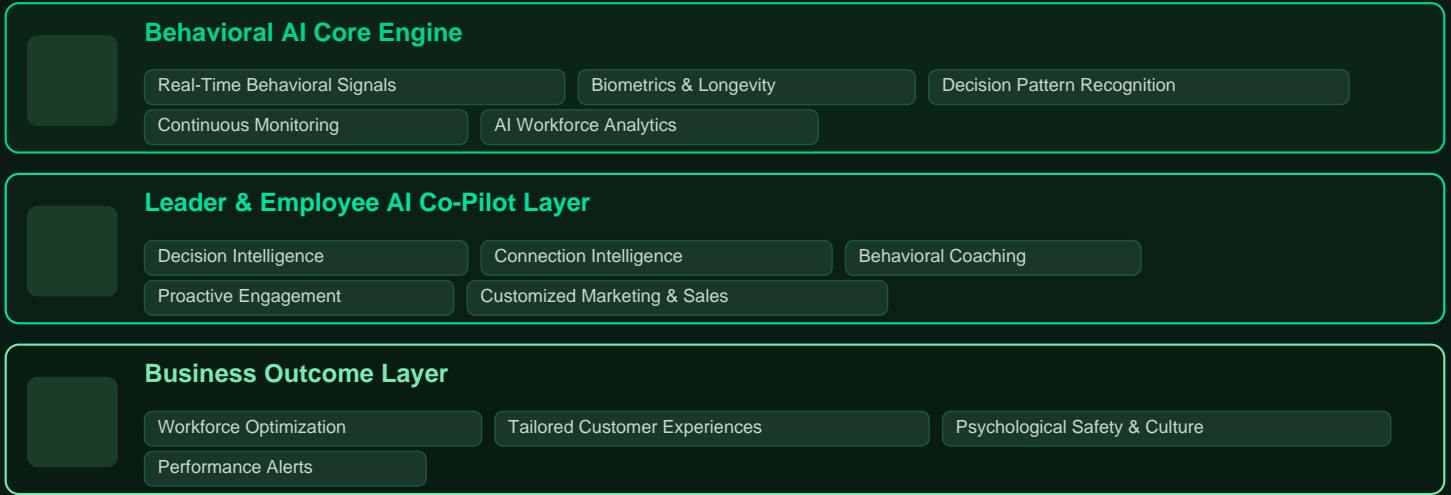 Behavioral AI Core Engine
Real-Time Behavioral Signals Biometrics & Longevity Decision Pattern Recognition
Continuous Monitoring AI Workforce Analytics
Leader & Employee AI Co-Pilot Layer
Decision Intelligence Connection Intelligence Behavioral Coaching
Proactive Engagement Customized Marketing & Sales
Business Outcome Layer
Workforce Optimization Tailored Customer Experiences Psychological Safety & Culture
Performance Alerts